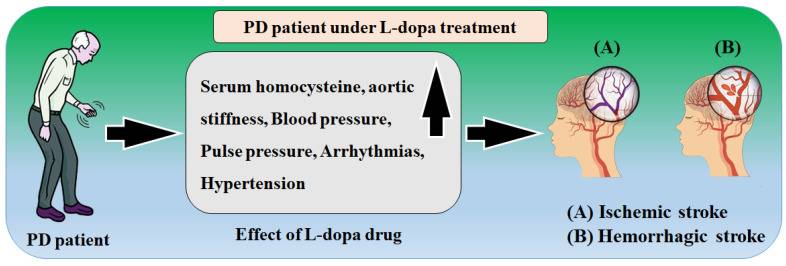 PD patient under L-dopa treatment
Serum homocysteine, aortic
stiffness, Blood pressure,
Pulse pressure, Arrhythmias,
Hypertension
Effect of L-dopa drug
PD patient
(A)
(B)
(A) Ischemic stroke
(B) Hemorrhagic stroke